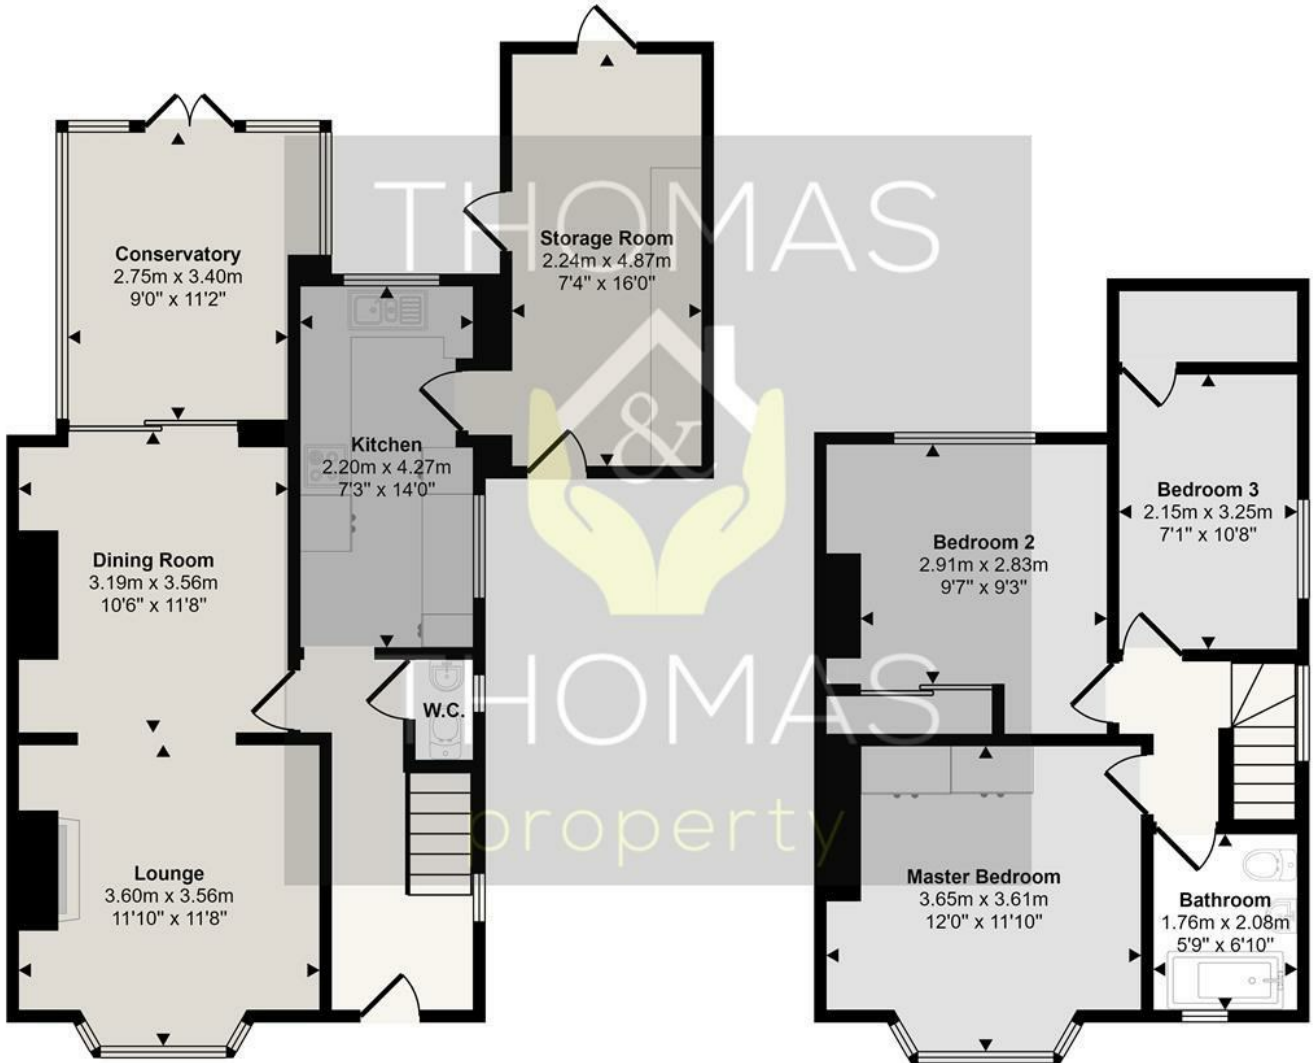 THOMAS
&
THOMAS
property
Conservatory
2.75m x 3.40m
9'0" x 11'2"
Storage Room
2.24m x 4.87m
7'4" x 16'0"
Kitchen
2.20m x 4.27m
7'3" x 14'0"
Dining Room
3.19m x 3.56m
10'6" x 11'8"
W.C.
Lounge
3.60m x 3.56m
11'10" x 11'8"
Bedroom 3
2.15m x 3.25m
7'1" x 10'8"
Bedroom 2
2.91m x 2.83m
9'7" x 9'3"
Master Bedroom
3.65m x 3.61m
12'0" x 11'10"
Bathroom
1.76m x 2.08m
5'9" x 6'10"